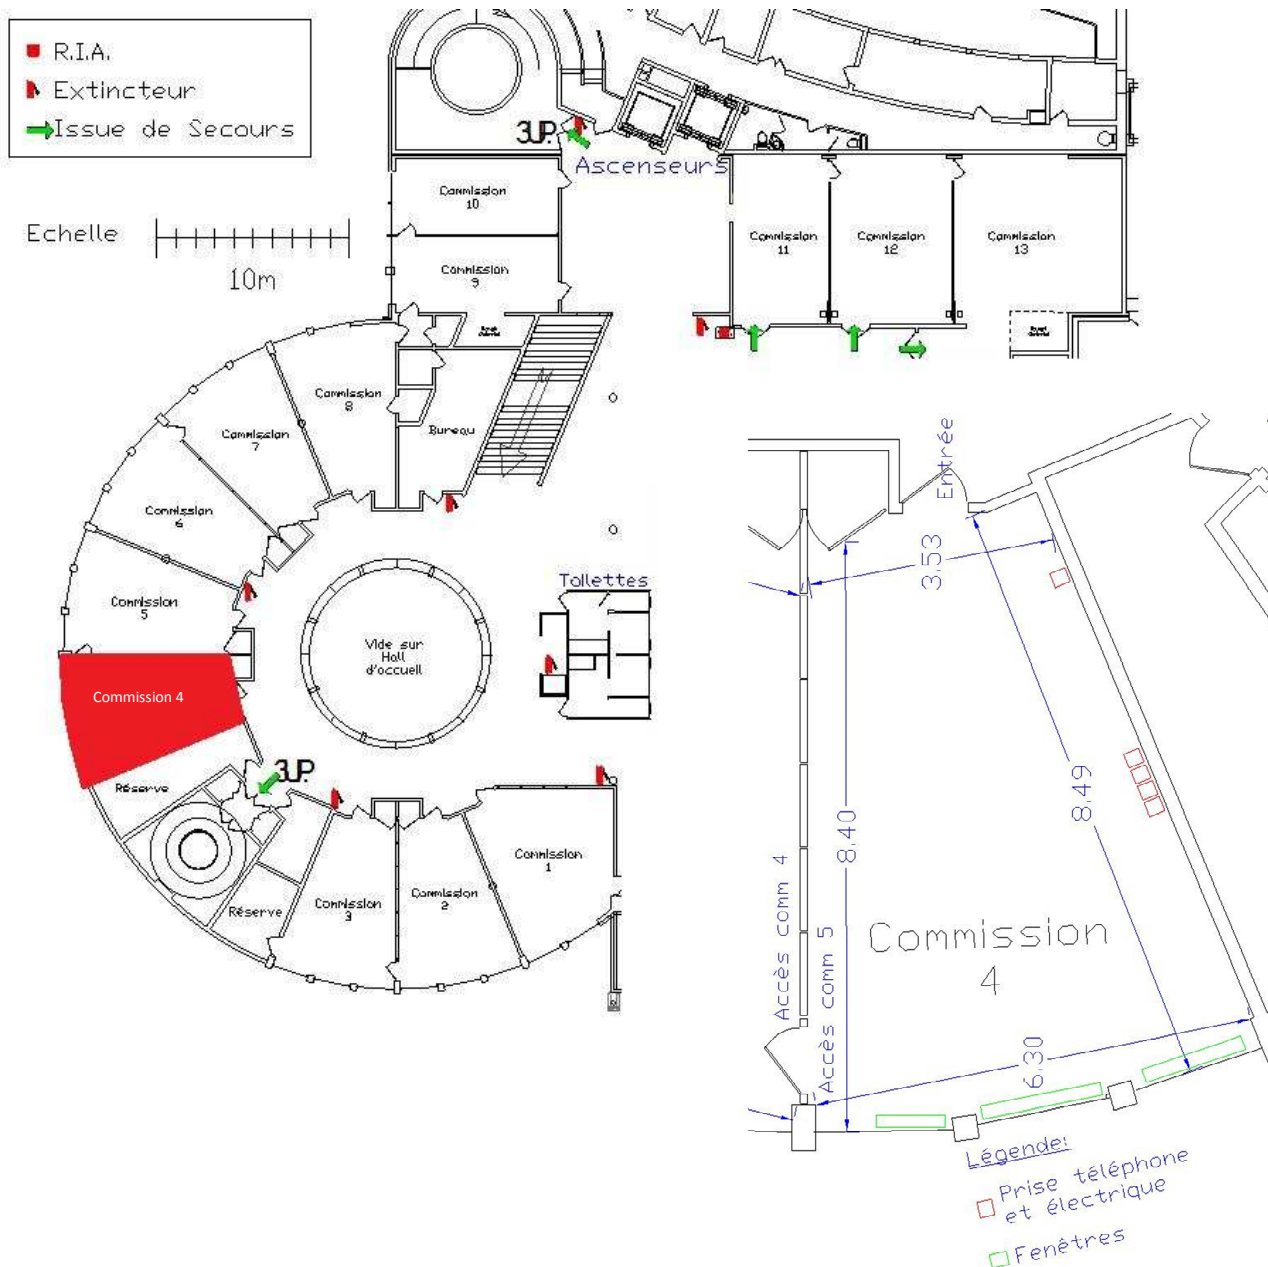 R.I.A.
Extincteur
Issue de Secours
Echelle
10m
3U.P.
Ascenseurs
Commission
10
Commission
9
Commission
11
Commission
12
Commission
13
Commission
8
Commission
7
Bureau
Commission
6
Commission
5
Commission 4
Vide sur
Hall
d'accueil
Toilettes
Réserve
3U.P.
Réserve
Commission
3
Commission
2
Commission
1
Entrée
3.53
8.40
8.49
Accès comm 4
Accès comm 5
Commission
4
6.30
Légende:
Prise téléphone
et électrique
Fenêtres